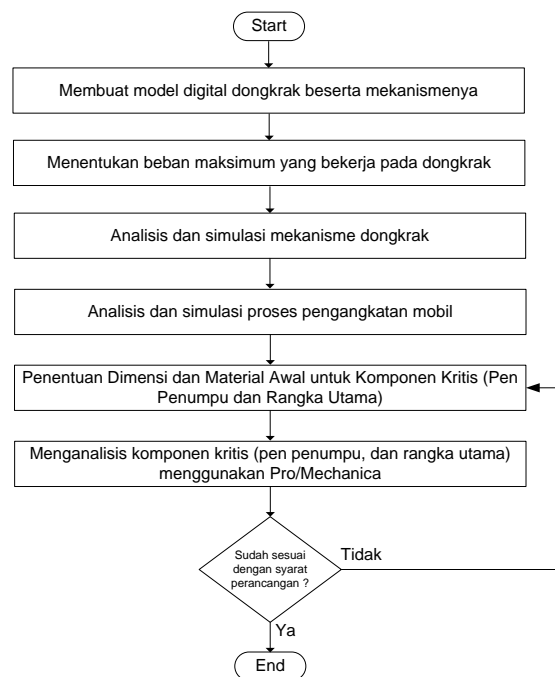 Start
Membuat model digital dongkrak beserta mekanismenya
Menentukan beban maksimum yang bekerja pada dongkrak
Analisis dan simulasi mekanisme dongkrak
Analisis dan simulasi proses pengangkatan mobil
Penentuan Dimensi dan Material Awal untuk Komponen Kritis (Pen
Penumpu dan Rangka Utama)
Menganalisis komponen kritis (pen penumpu, dan rangka utama)
menggunakan Pro/Mechanica
Sudah sesuai
dengan syarat
perancangan ?
Tidak
Ya
End